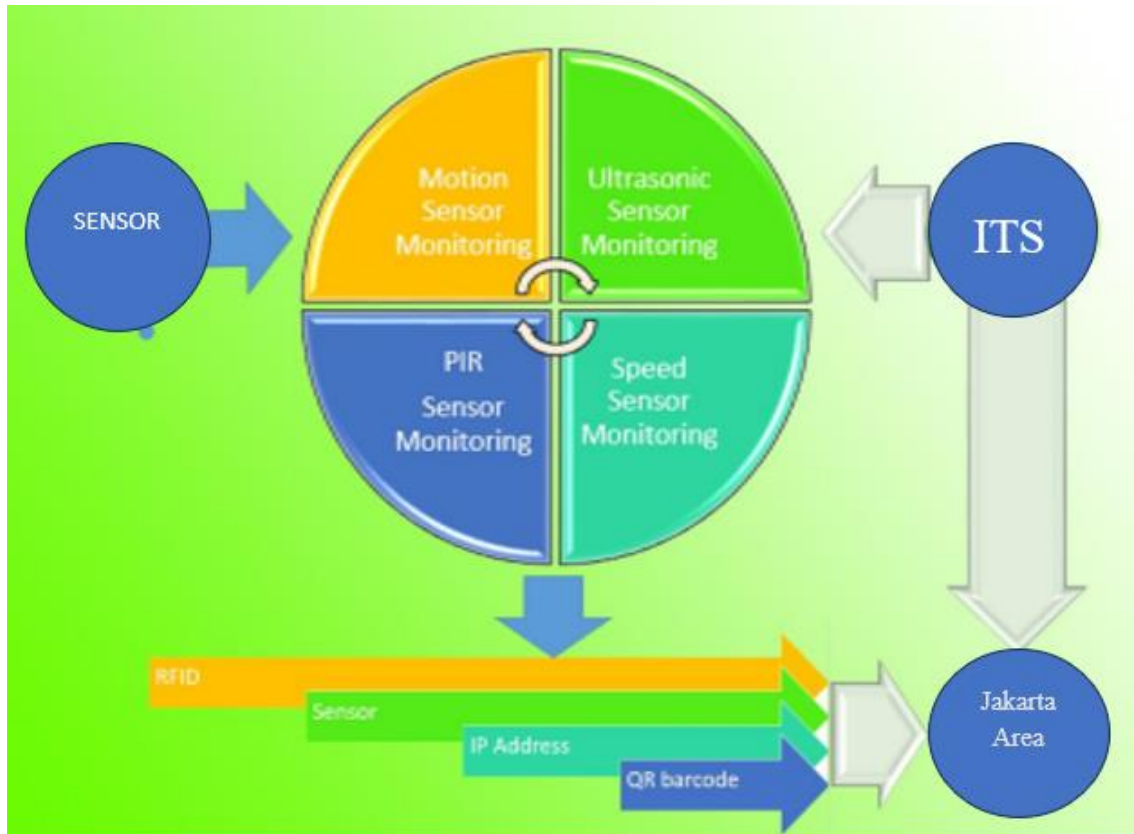 SENSOR
Motion
Sensor
Monitoring
Ultrasonic
Sensor
Monitoring
ITS
PIR
Sensor
Monitoring
Speed
Sensor
Monitoring
RFID
Sensor
IP Address
QR barcode
Jakarta
Area